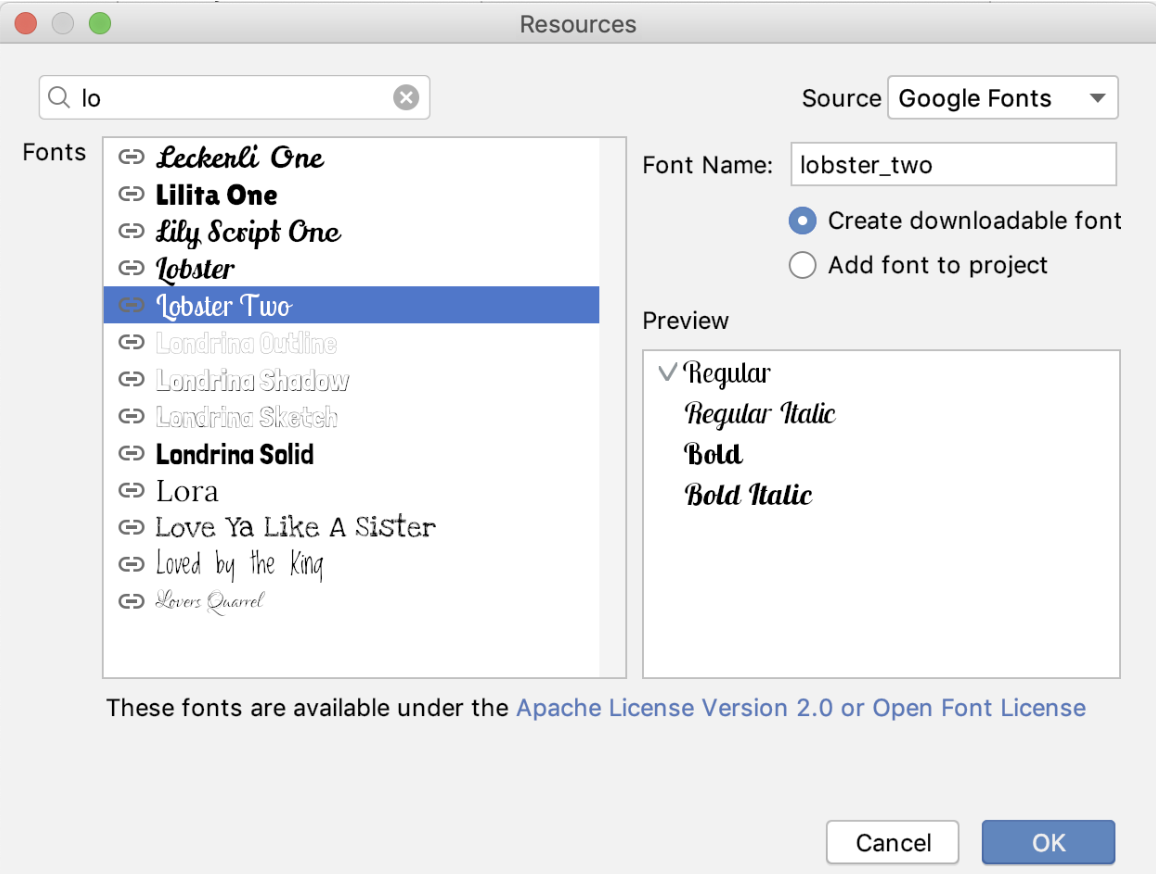 Resources
lo
Source Google Fonts
Fonts
Leckerli One
Lilita One
Lily Script One
Lobster
Lobster Two
Londrina Outline
Londrina Shadow
Londrina Sketch
Londrina Solid
Lora
Love Ya Like A Sister
Loved by the King
Lovers Quarrel
Font Name: lobster_two
Create downloadable font
Add font to project
Preview
Regular
Regular Italic
Bold
Bold Italic
These fonts are available under the Apache License Version 2.0 or Open Font License
Cancel OK